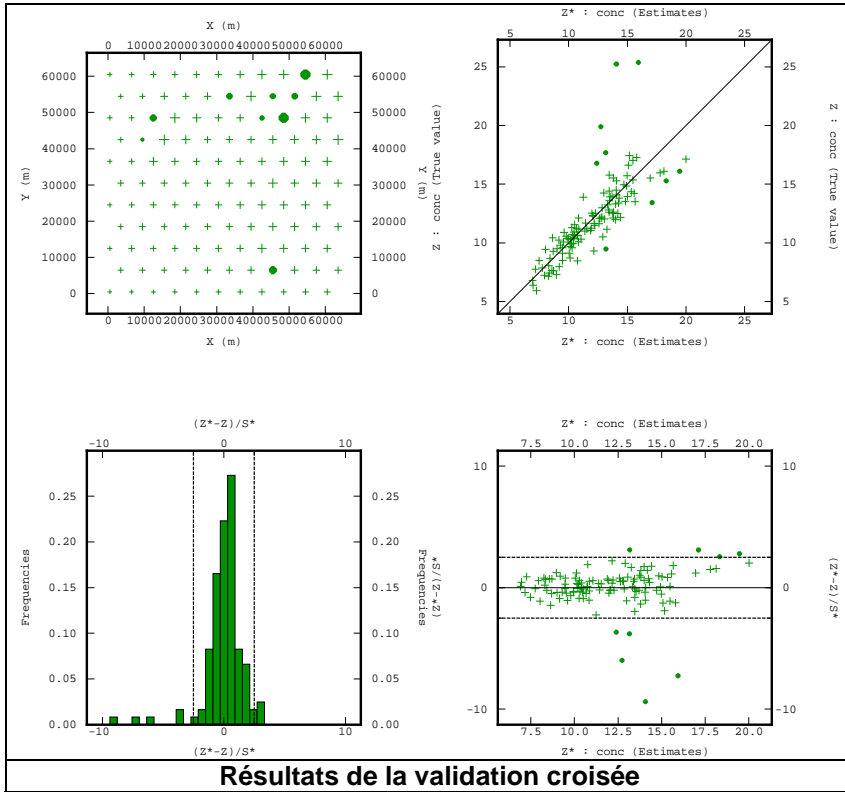 X (m)
0 10000 20000 30000 40000 50000 60000
60000 60000
50000 50000
40000 40000
30000 30000
20000 20000
10000 10000
0 0
Y (m)
Y (m)
0 10000 20000 30000 40000 50000 60000
X (m)
Z* : conc (Estimates)
5 10 15 20 25
25 25
20 20
15 15
10 10
5 5
Z : conc (True value)
Z : conc (True value)
5 10 15 20 25
Z* : conc (Estimates)
(Z*-Z)/S*
-10 0 10
0.25 0.25
0.20 0.20
0.15 0.15
0.10 0.10
0.05 0.05
0.00 0.00
Frequencies
Frequencies
-10 0 10
(Z*-Z)/S*
Z* : conc (Estimates)
7.5 10.0 12.5 15.0 17.5 20.0
10 10
0 0
-10 -10
(Z*-Z)/S*
(Z*-Z)/S*
7.5 10.0 12.5 15.0 17.5 20.0
Z* : conc (Estimates)
Résultats de la validation croisée